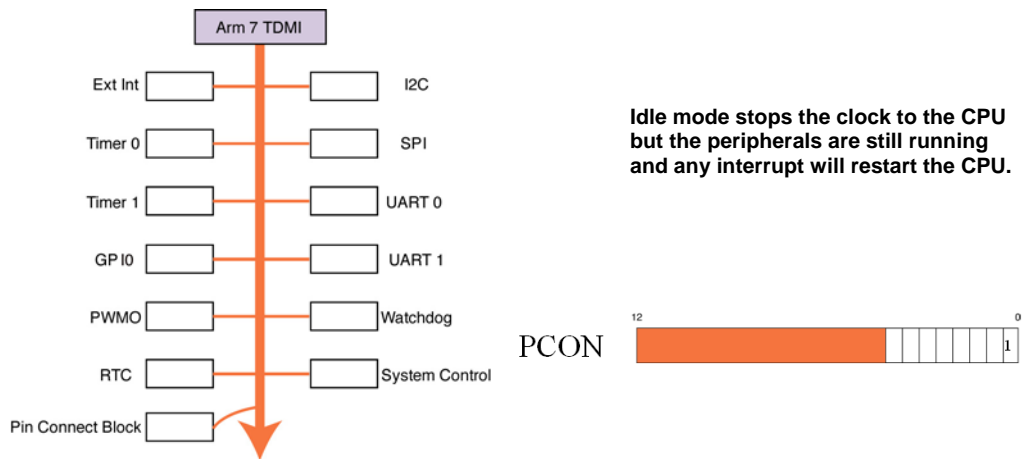 Arm 7 TDMI
Ext Int
I2C
Timer 0
SPI
Timer 1
UART 0
GPI0
UART 1
PWMO
Watchdog
RTC
System Control
Pin Connect Block
Idle mode stops the clock to the CPU
but the peripherals are still running
and any interrupt will restart the CPU.
12
0
PCON
1